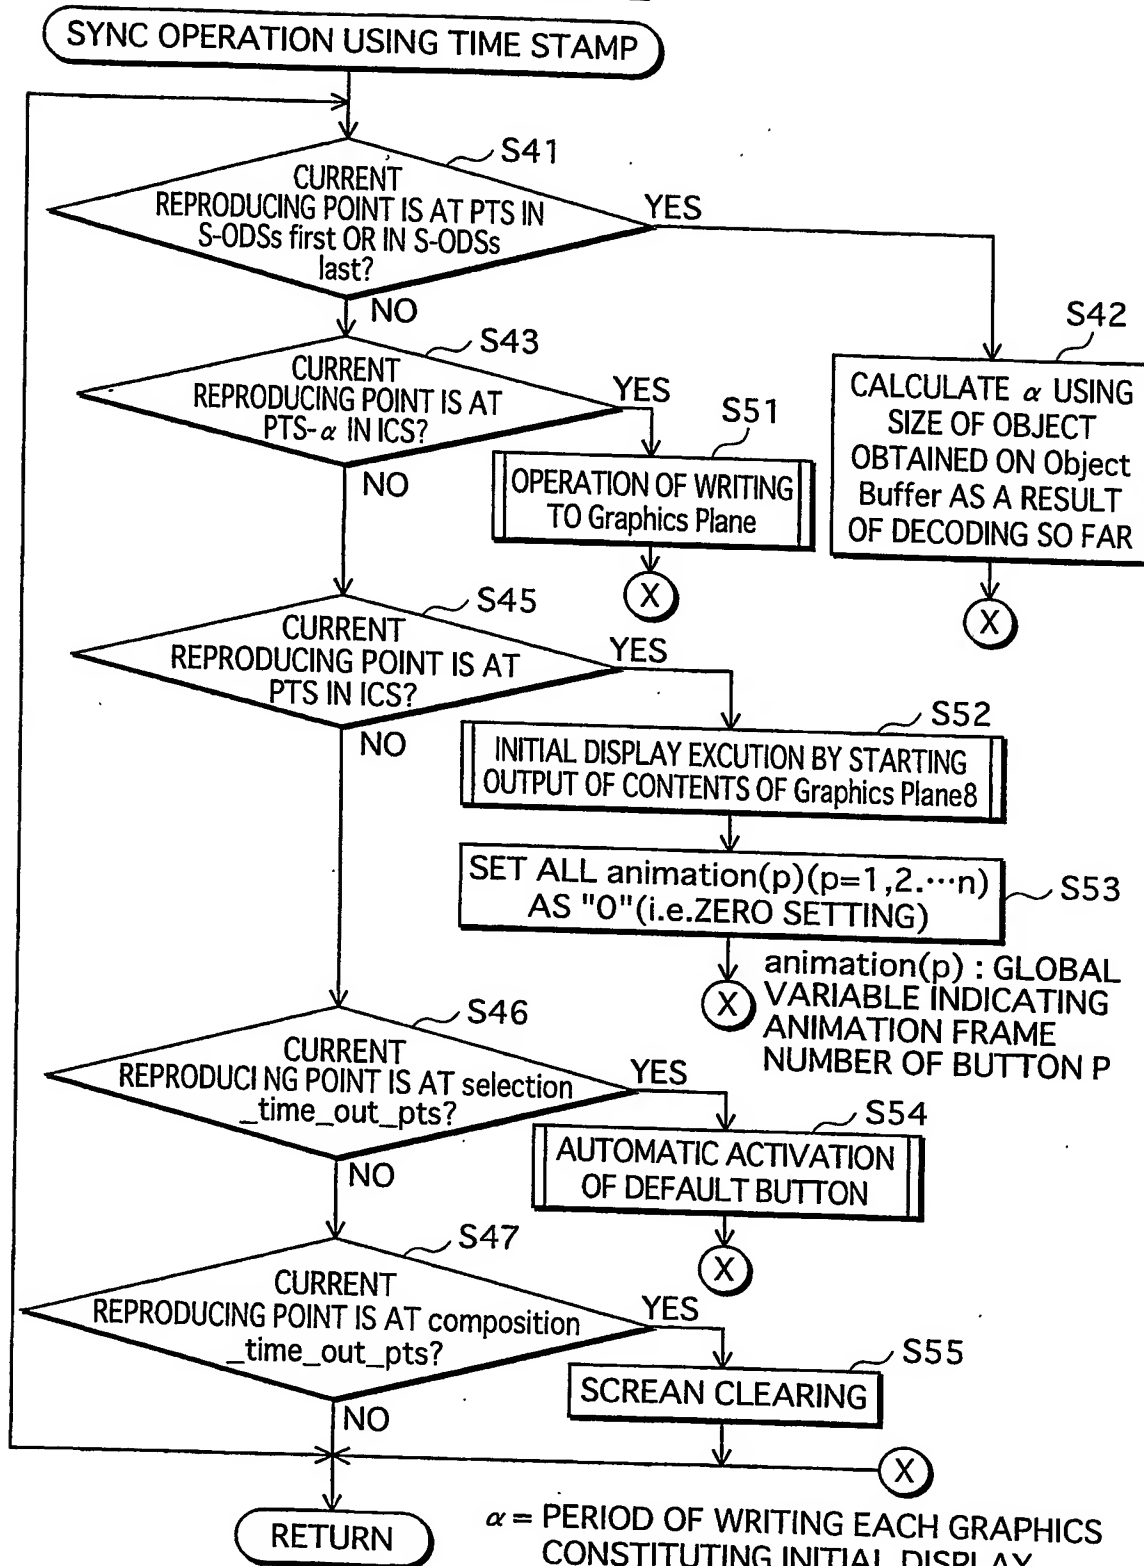 SYNC OPERATION USING TIME STAMP
S41
CURRENT
REPRODUCING POINT IS AT PTS IN
S-ODSs first OR IN S-ODSs
last?
YES
NO
S42
CALCULATE α USING
SIZE OF OBJECT
OBTAINED ON Object
Buffer AS A RESULT
OF DECODING SO FAR
X
S43
CURRENT
REPRODUCING POINT IS AT
PTS-α IN ICS?
YES
NO
S51
OPERATION OF WRITING
TO Graphics Plane
X
S45
CURRENT
REPRODUCING POINT IS AT
PTS IN ICS?
YES
NO
S52
INITIAL DISPLAY EXCUTION BY STARTING
OUTPUT OF CONTENTS OF Graphics Plane8
SET ALL animation(p)(p=1,2.⋯n)
AS "0"(i.e.ZERO SETTING)
S53
X
animation(p) : GLOBAL
VARIABLE INDICATING
ANIMATION FRAME
NUMBER OF BUTTON P
S46
CURRENT
REPRODUCI NG POINT IS AT selection
_time_out_pts?
YES
NO
S54
AUTOMATIC ACTIVATION
OF DEFAULT BUTTON
X
S47
CURRENT
REPRODUCING POINT IS AT composition
_time_out_pts?
YES
NO
S55
SCREAN CLEARING
X
RETURN
α = PERIOD OF WRITING EACH GRAPHICS
CONSTITUTING INITIAL DISPLAY